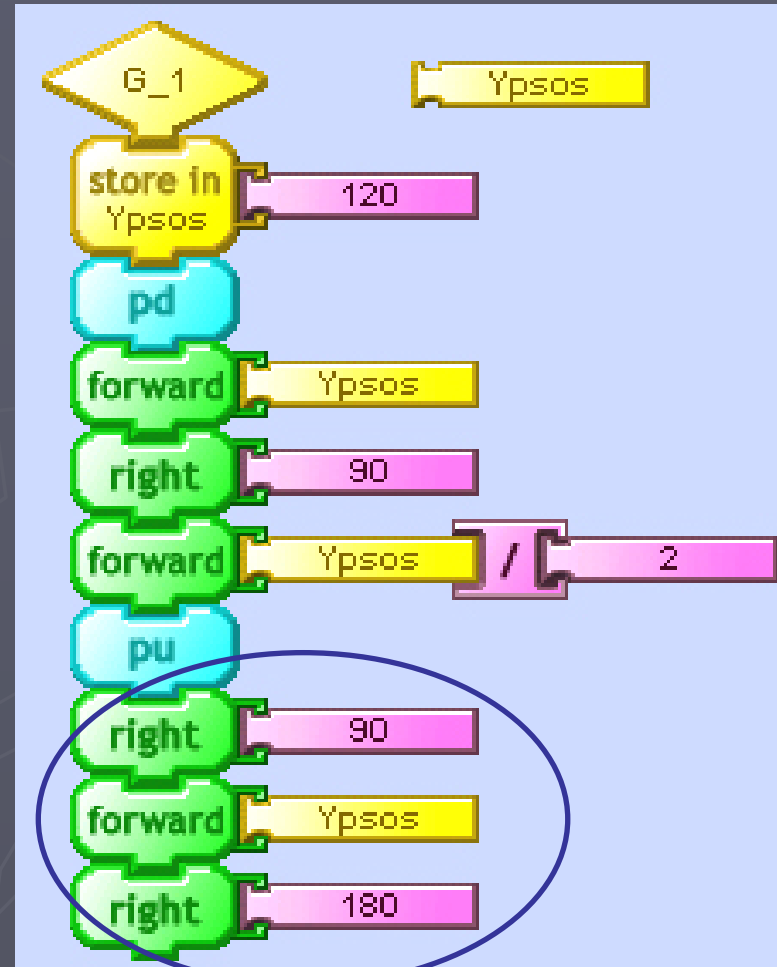 G_1 Ypsos
store in
Ypsos 120
pd
forward Ypsos
right 90
forward Ypsos / 2
pu
right 90
forward Ypsos
right 180